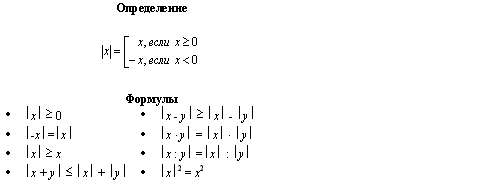 Определение
|x| = [ x, если x ≥ 0
− x, если x < 0
Формулы
• |x| ≥ 0
• |-x| = |x|
• |x| ≥ x
• |x + y| ≤ |x| + |y|
• |x - y| ≥ |x| - |y|
• |x · y| = |x| · |y|
• |x : y| = |x| : |y|
• |x|² = x²